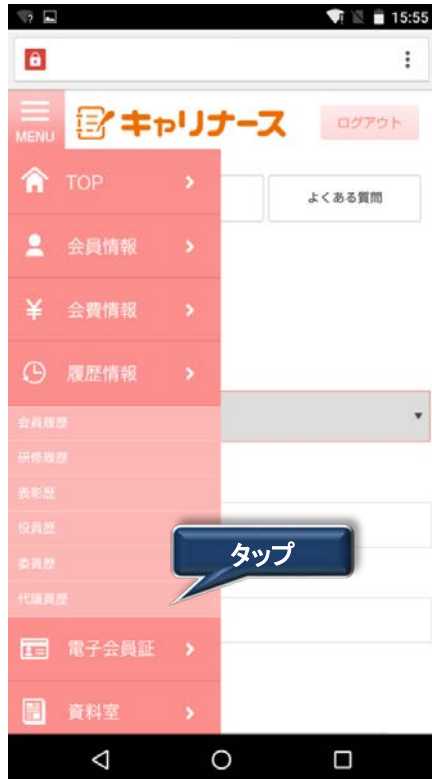 15:55
MENU
キャリナース
ログアウト
TOP
よくある質問
会員情報
会費情報
履歴情報
会員履歴
研修履歴
表彰歴
役員歴
タップ
委員歴
代議員歴
電子会員証
資料室